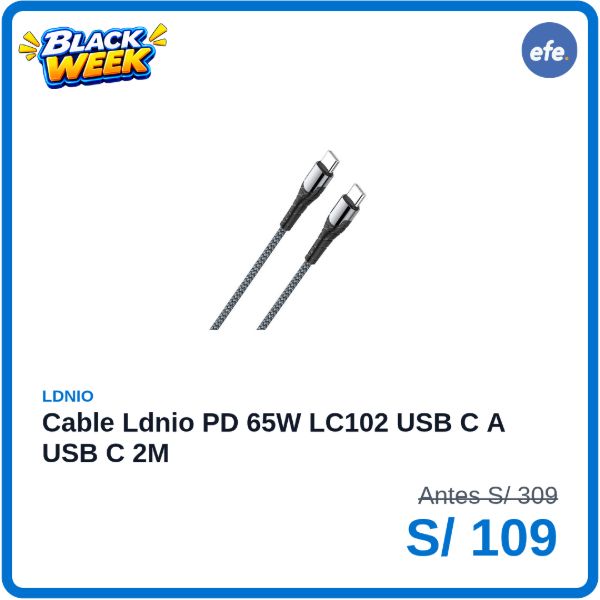 BLACK
WEEK
efe.
LDNIO
Cable Ldnio PD 65W LC102 USB C A
USB C 2M
Antes S/ 309
S/ 109